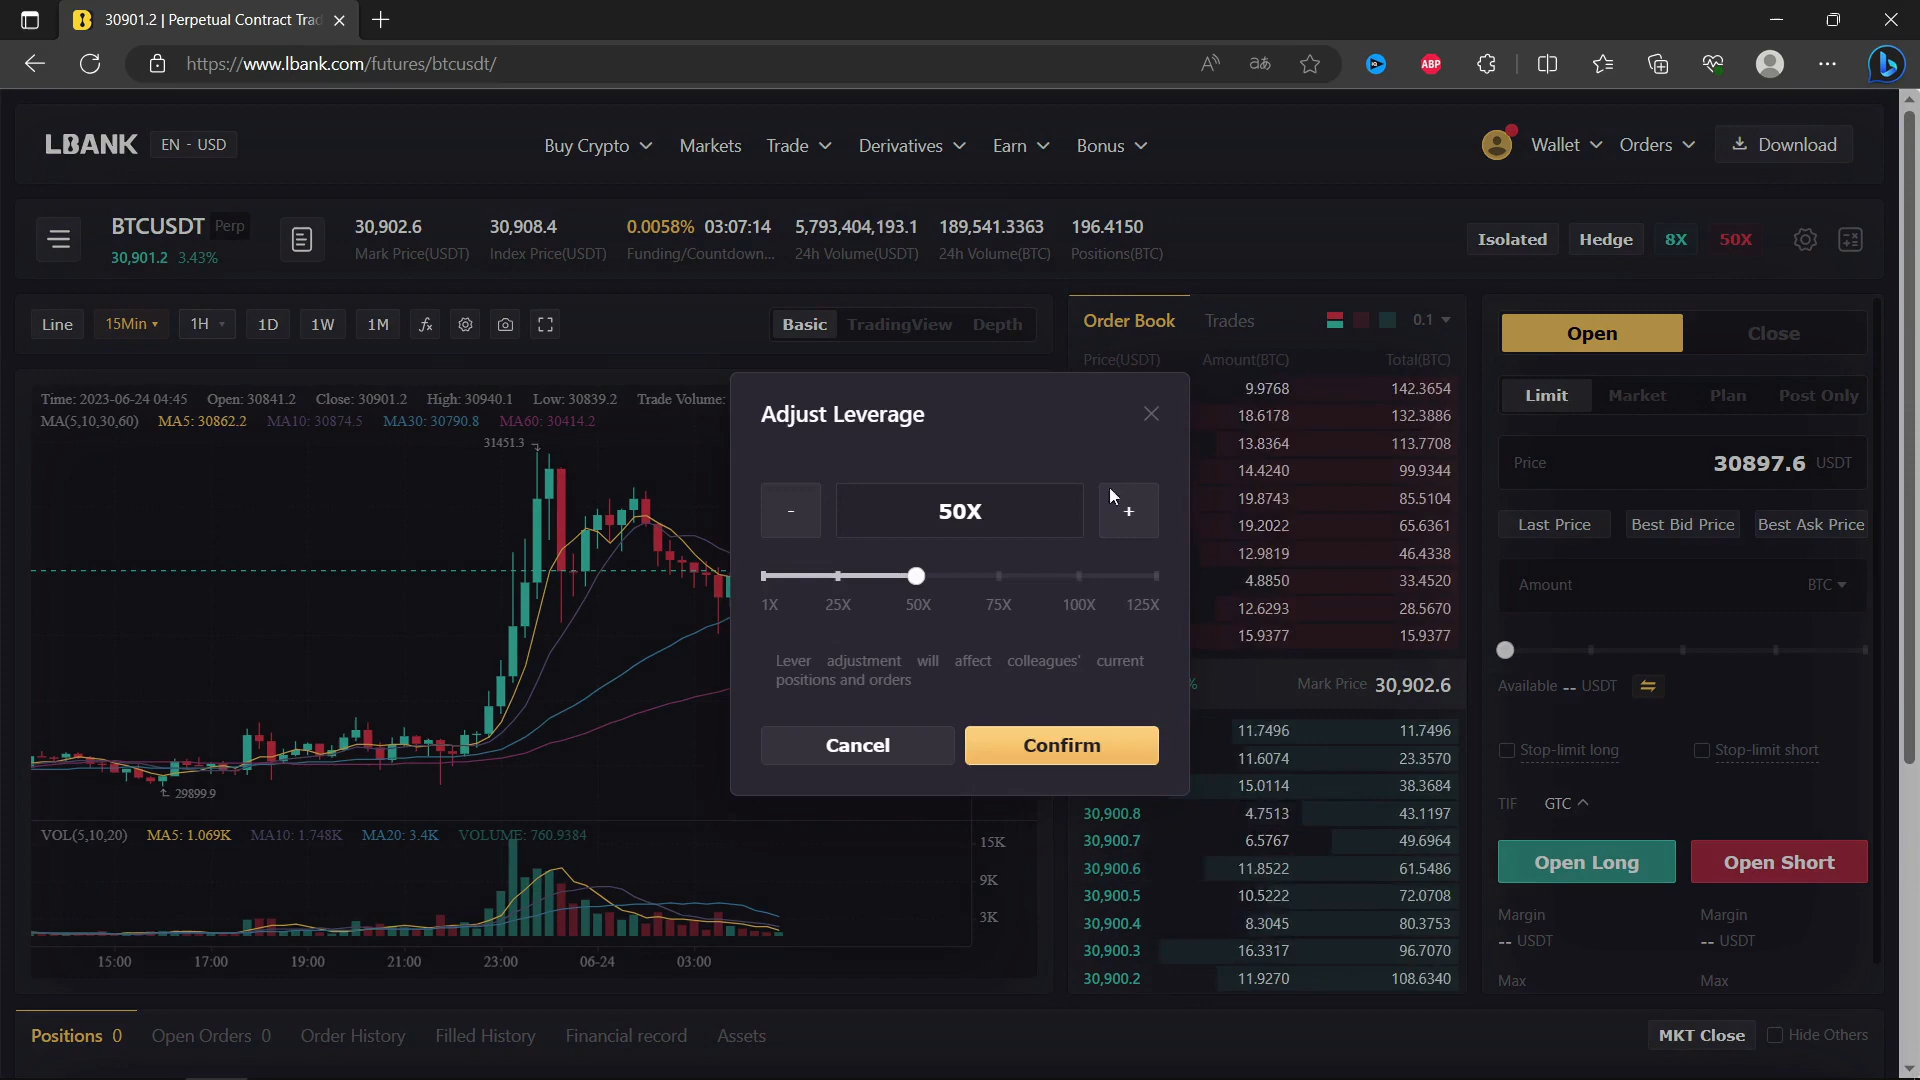 30901.2 | Perpetual Contract Trad
https://www.lbank.com/futures/btcusdt/
ABP
LBANK EN - USD Buy Crypto Markets Trade Derivatives Earn Bonus Wallet Orders Download
BTCUSDT Perp
30,901.2 3.43%
30,902.6 30,908.4 0.0058% 03:07:14 5,793,404,193.1 189,541.3363 196.4150
Mark Price(USDT) Index Price(USDT) Funding/Countdown... 24h Volume(USDT) 24h Volume(BTC) Positions(BTC)
Isolated Hedge 8X 50X
Line 15Min 1H 1D 1W 1M Basic TradingView Depth
Time: 2023-06-24 04:45 Open: 30841.2 Close: 30901.2 High: 30940.1 Low: 30839.2 Trade Volume:
MA(5,10,30,60) MA5: 30862.2 MA10: 30874.5 MA30: 30790.8 MA60: 30414.2
31451.3
29899.9
VOL(5,10,20) MA5: 1.069K MA10: 1.748K MA20: 3.4K VOLUME: 760.9384
15K
9K
3K
15:00 17:00 19:00 21:00 23:00 06-24 03:00
Adjust Leverage
- 50X +
1X 25X 50X 75X 100X 125X
Lever adjustment will affect colleagues' current
positions and orders
Cancel Confirm
Order Book Trades 0.1
Price(USDT) Amount(BTC) Total(BTC)
9.9768 142.3654
18.6178 132.3886
13.8364 113.7708
14.4240 99.9344
19.8743 85.5104
19.2022 65.6361
12.9819 46.4338
4.8850 33.4520
12.6293 28.5670
15.9377 15.9377
% Mark Price 30,902.6
11.7496 11.7496
11.6074 23.3570
15.0114 38.3684
30,900.8 4.7513 43.1197
30,900.7 6.5767 49.6964
30,900.6 11.8522 61.5486
30,900.5 10.5222 72.0708
30,900.4 8.3045 80.3753
30,900.3 16.3317 96.7070
30,900.2 11.9270 108.6340
Open Close
Limit Market Plan Post Only
Price 30897.6 USDT
Last Price Best Bid Price Best Ask Price
Amount BTC
Available -- USDT
Stop-limit long Stop-limit short
TIF GTC
Open Long Open Short
Margin Margin
-- USDT -- USDT
Max Max
Positions 0 Open Orders 0 Order History Filled History Financial record Assets MKT Close Hide Others